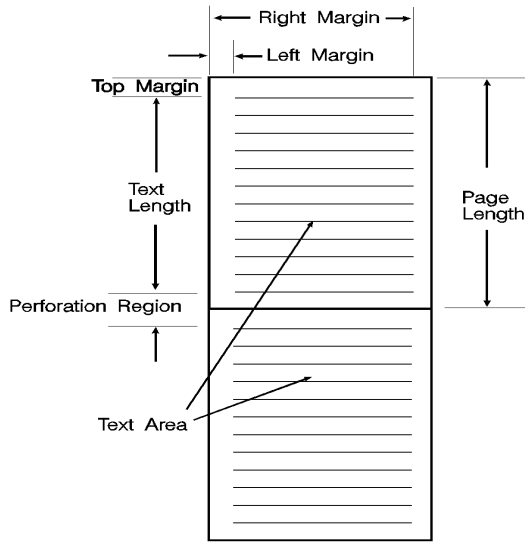 Right Margin
Left Margin
Top Margin
Text
Length
Page
Length
Perforation Region
Text Area